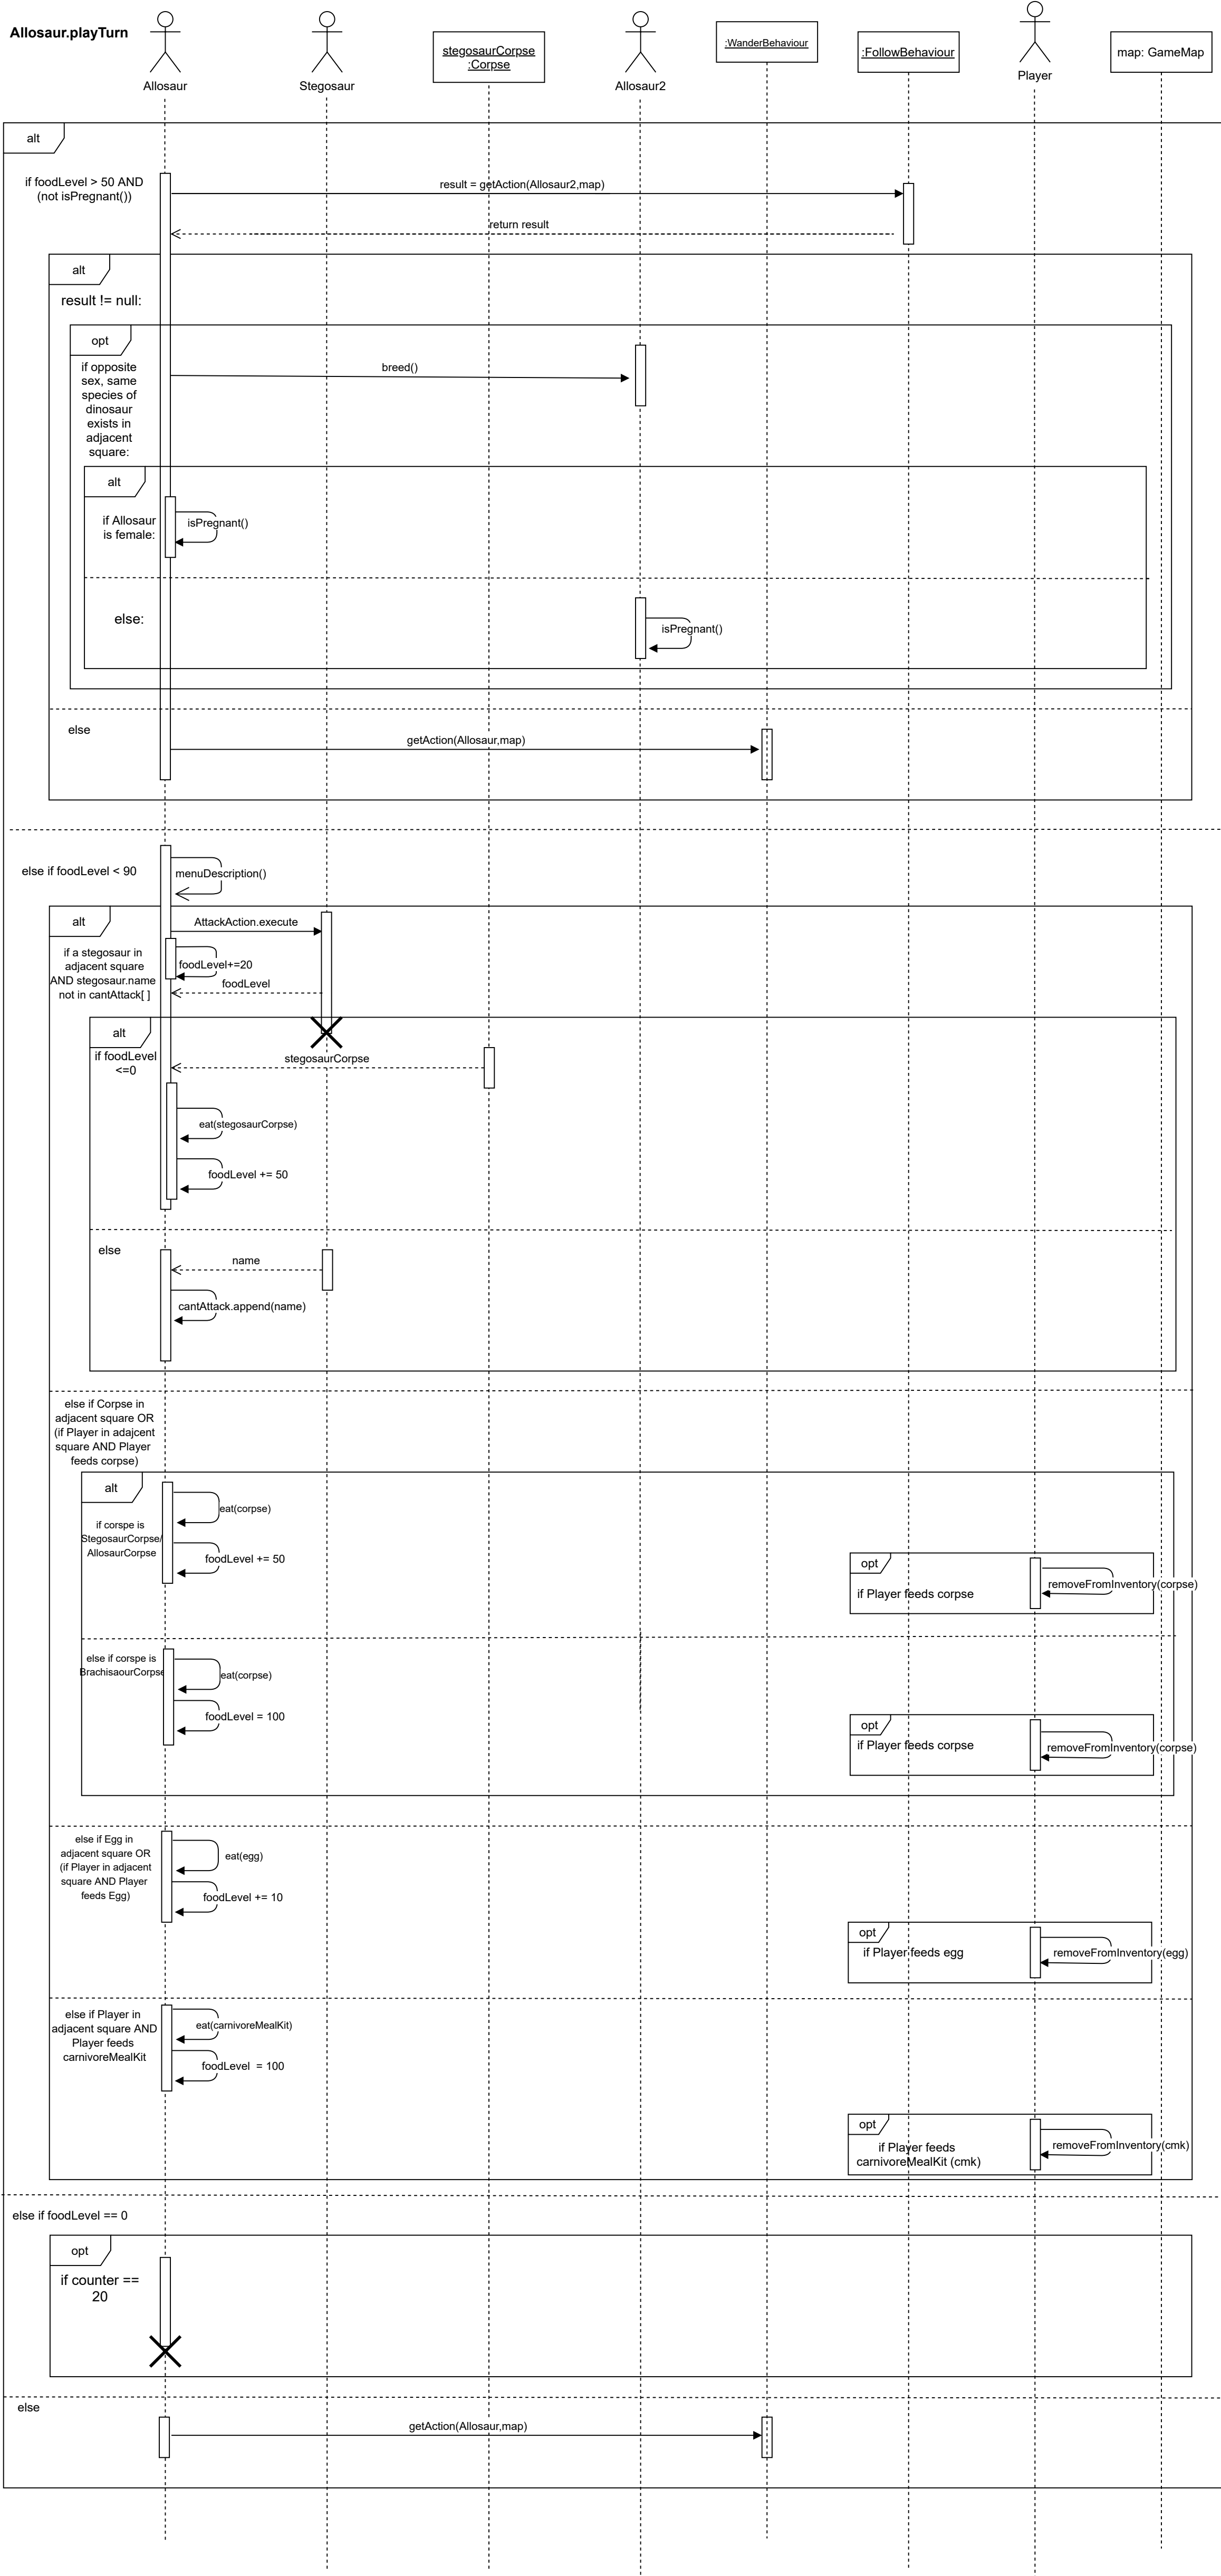 Allosaur.playTurn
Allosaur
Stegosaur
stegosaurCorpse
:Corpse
Allosaur2
:WanderBehaviour
:FollowBehaviour
Player
map: GameMap
alt
if foodLevel > 50 AND
(not isPregnant())
result = getAction(Allosaur2,map)
return result
alt
result != null:
opt
if opposite
sex, same
species of
dinosaur
exists in
adjacent
square:
breed()
alt
if Allosaur
is female:
isPregnant()
else:
isPregnant()
else
getAction(Allosaur,map)
else if foodLevel < 90
menuDescription()
alt
if a stegosaur in
adjacent square
AND stegosaur.name
not in cantAttack[ ]
AttackAction.execute
foodLevel+=20
foodLevel
alt
if foodLevel
<=0
stegosaurCorpse
eat(stegosaurCorpse)
foodLevel += 50
else
name
cantAttack.append(name)
else if Corpse in
adjacent square OR
(if Player in adajcent
square AND Player
feeds corpse)
alt
if corspe is
StegosaurCorpse/
AllosaurCorpse
eat(corpse)
foodLevel += 50
opt
if Player feeds corpse
removeFromInventory(corpse)
else if corspe is
BrachisaourCorpse
eat(corpse)
foodLevel = 100
opt
if Player feeds corpse
removeFromInventory(corpse)
else if Egg in
adjacent square OR
(if Player in adjacent
square AND Player
feeds Egg)
eat(egg)
foodLevel += 10
opt
if Player feeds egg
removeFromInventory(egg)
else if Player in
adjacent square AND
Player feeds
carnivoreMealKit
eat(carnivoreMealKit)
foodLevel = 100
opt
if Player feeds
carnivoreMealKit (cmk)
removeFromInventory(cmk)
else if foodLevel == 0
opt
if counter ==
20
else
getAction(Allosaur,map)